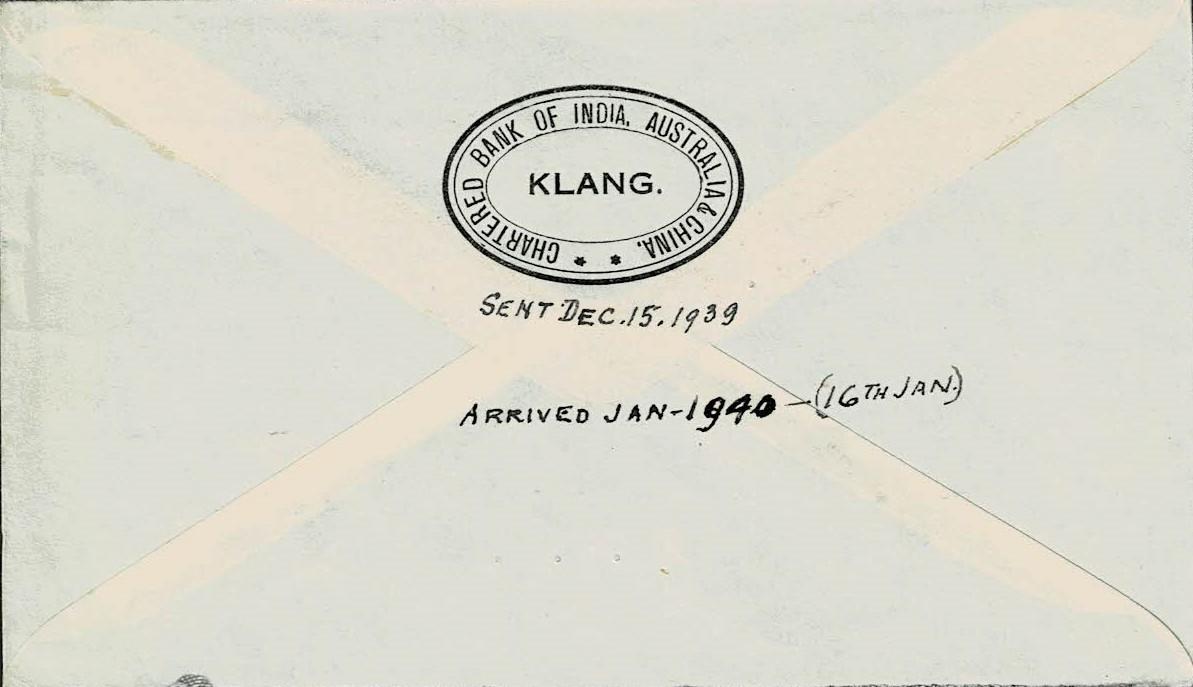 CHARTERED BANK OF INDIA, AUSTRALIA & CHINA.
KLANG.
SENT DEC. 15. 1939
ARRIVED JAN-1940 - (16TH JAN.)